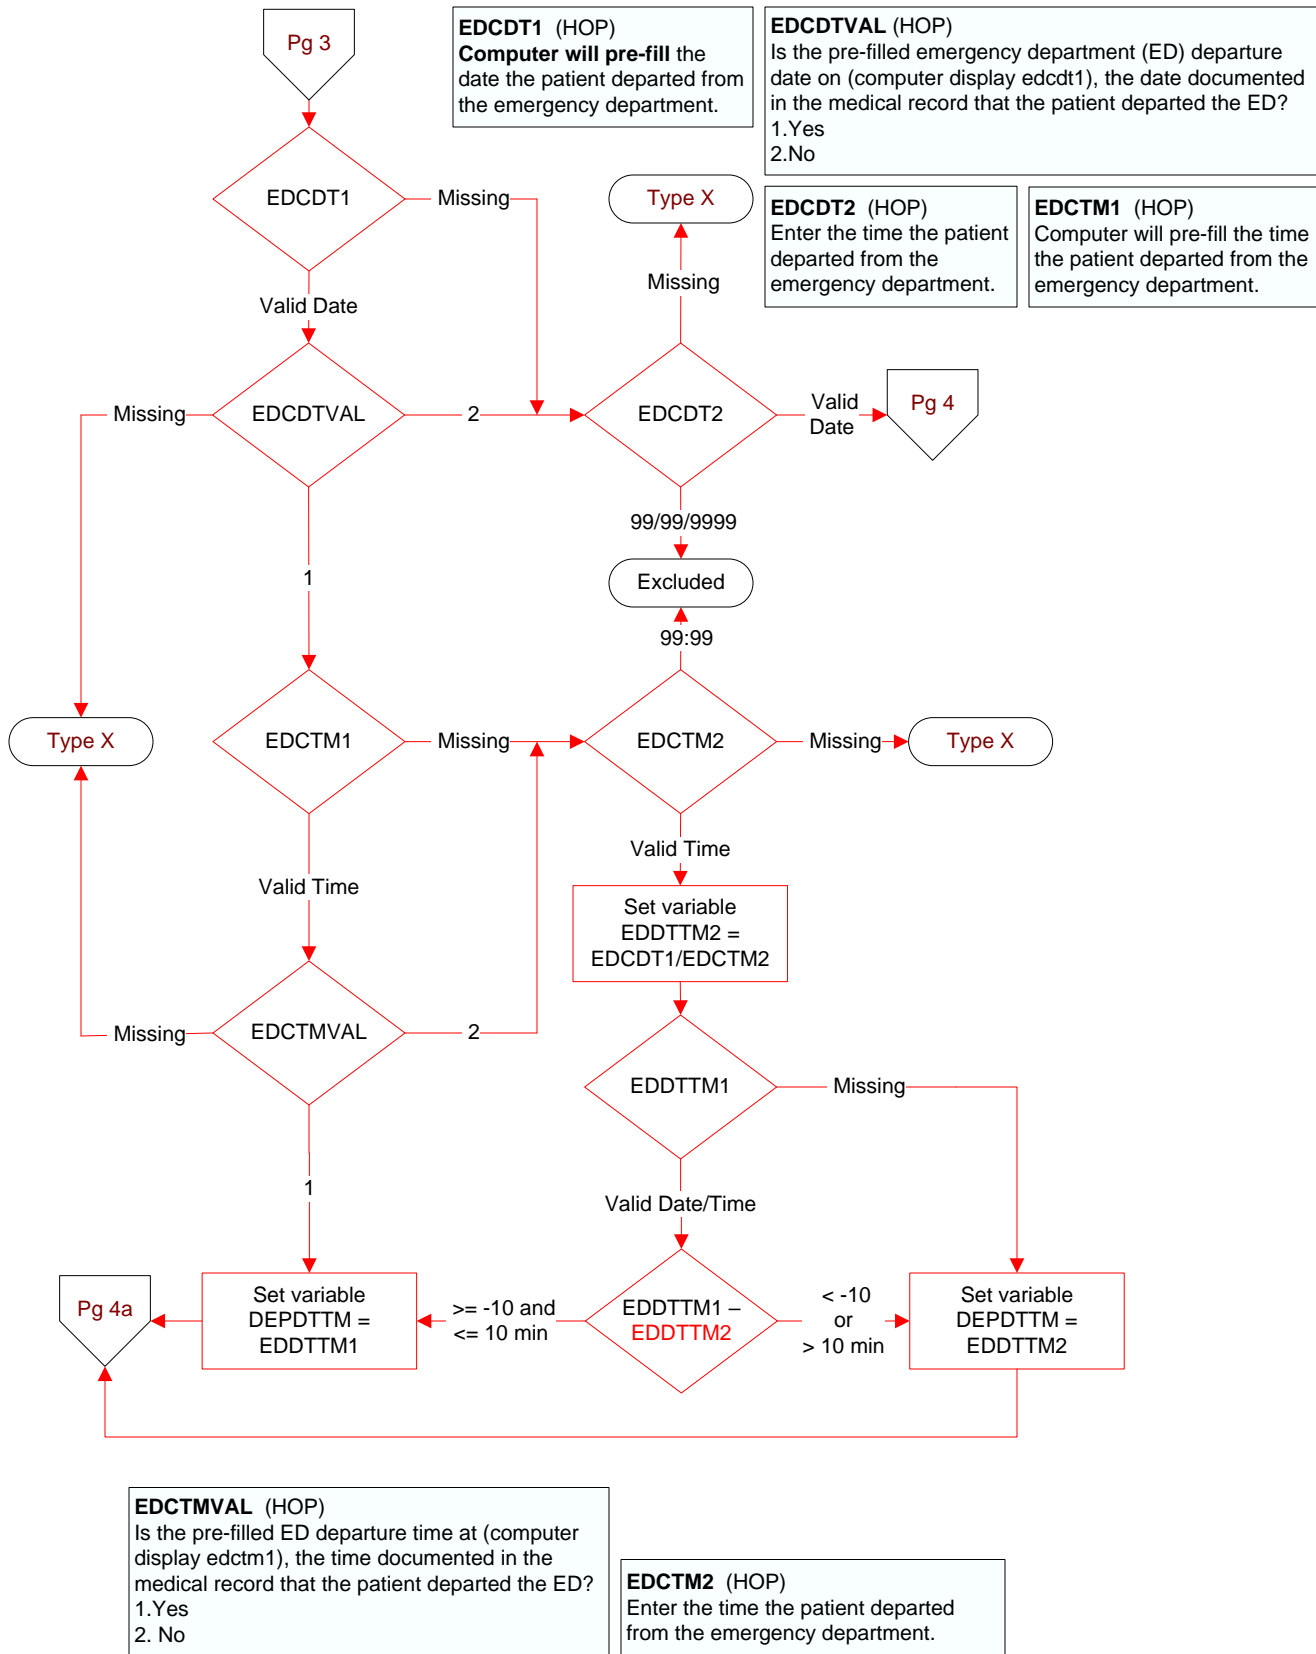 Pg 3
EDCDT1 (HOP)
Computer will pre-fill the
date the patient departed from
the emergency department.
EDCDTVAL (HOP)
Is the pre-filled emergency department (ED) departure
date on (computer display edcdt1), the date documented
in the medical record that the patient departed the ED?
1.Yes
2.No
EDCDT1
Missing
Type X
EDCDT2 (HOP)
Enter the time the patient
departed from the
emergency department.
EDCTM1 (HOP)
Computer will pre-fill the time
the patient departed from the
emergency department.
Missing
Valid Date
Missing
EDCDTVAL
2
EDCDT2
Valid
Date
Pg 4
99/99/9999
Excluded
1
99:99
Type X
EDCTM1
Missing
EDCTM2
Missing
Type X
Valid Time
Valid Time
Set variable
EDDTTM2 =
EDCDT1/EDCTM2
Missing
EDCTMVAL
2
EDDTTM1
Missing
1
Valid Date/Time
Pg 4a
Set variable
DEPDTTM =
EDDTTM1
>= -10 and
<= 10 min
EDDTTM1 –
EDDTTM2
< -10
or
> 10 min
Set variable
DEPDTTM =
EDDTTM2
EDCTMVAL (HOP)
Is the pre-filled ED departure time at (computer
display edctm1), the time documented in the
medical record that the patient departed the ED?
1.Yes
2. No
EDCTM2 (HOP)
Enter the time the patient departed
from the emergency department.